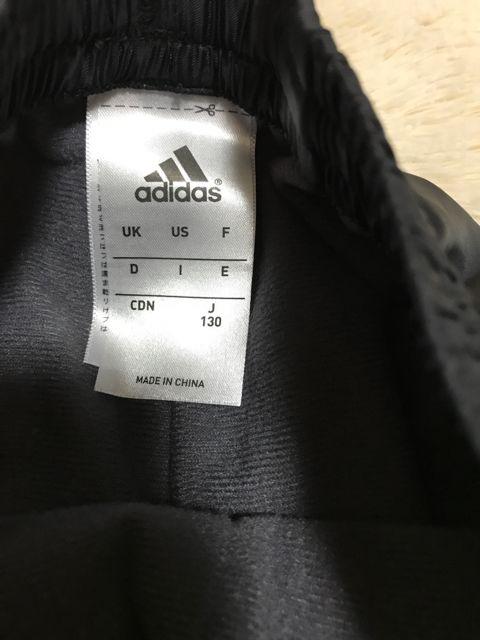 adidas®
UK US F
D I E
CDN J
130
MADE IN CHINA